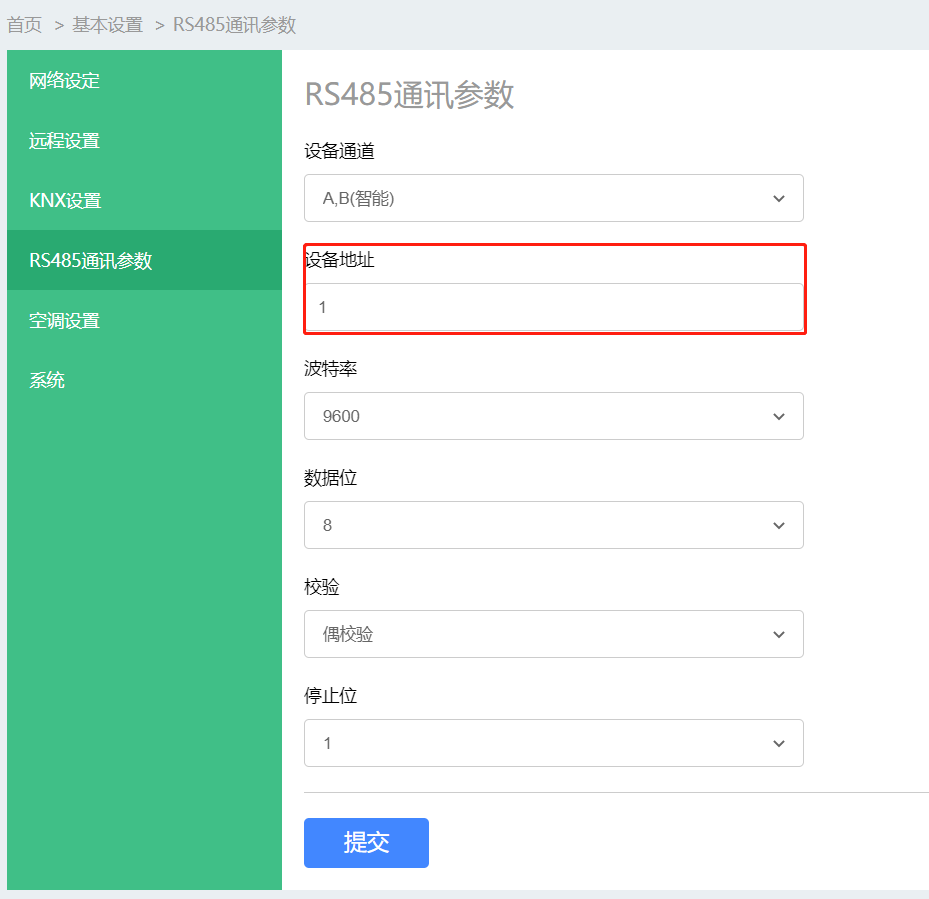 首页 > 基本设置 > RS485通讯参数
网络设定
远程设置
KNX设置
RS485通讯参数
空调设置
系统
RS485通讯参数
设备通道
A,B(智能)
设备地址
1
波特率
9600
数据位
8
校验
偶校验
停止位
1
提交